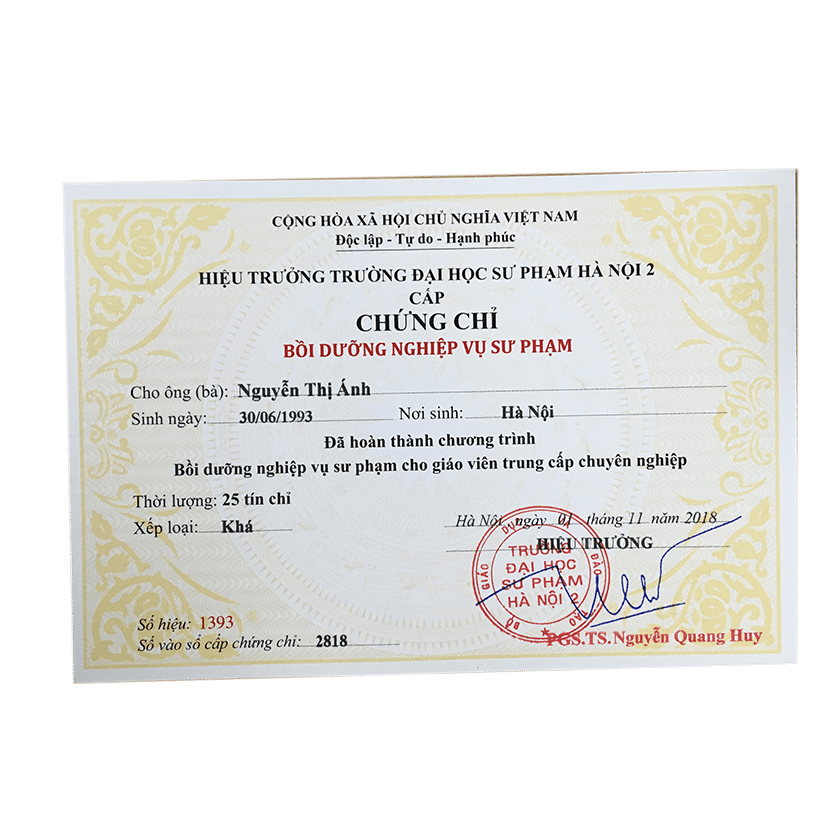 CỘNG HÒA XÃ HỘI CHỦ NGHĨA VIỆT NAM
Độc lập - Tự do - Hạnh phúc
HIỆU TRƯỞNG TRƯỜNG ĐẠI HỌC SƯ PHẠM HÀ NỘI 2
CẤP
CHỨNG CHỈ
BỒI DƯỠNG NGHIỆP VỤ SƯ PHẠM
Cho ông (bà): Nguyễn Thị Ánh
Sinh ngày: 30/06/1993 Nơi sinh: Hà Nội
Đã hoàn thành chương trình
Bồi dưỡng nghiệp vụ sư phạm cho giáo viên trung cấp chuyên nghiệp
Thời lượng: 25 tín chỉ
Xếp loại: Khá
Hà Nội, ngày 01 tháng 11 năm 2018
HIỆU TRƯỞNG
BỘ GIÁO DỤC ĐÀO TẠO
TRƯỜNG
ĐẠI HỌC
SƯ PHẠM
HÀ NỘI 2
PGS.TS.Nguyễn Quang Huy
Số hiệu: 1393
Số vào sổ cấp chứng chỉ: 2818